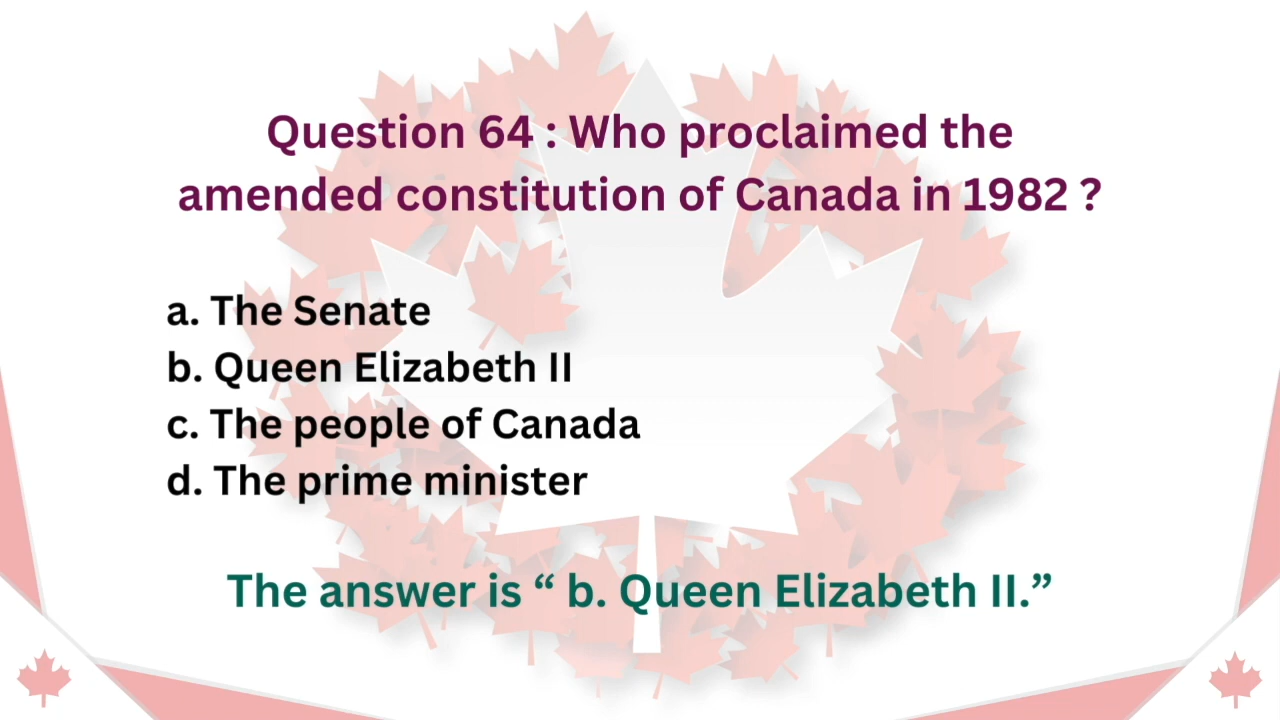 Question 64 : Who proclaimed the
amended constitution of Canada in 1982 ?
a. The Senate
b. Queen Elizabeth II
c. The people of Canada
d. The prime minister
The answer is “ b. Queen Elizabeth II.”